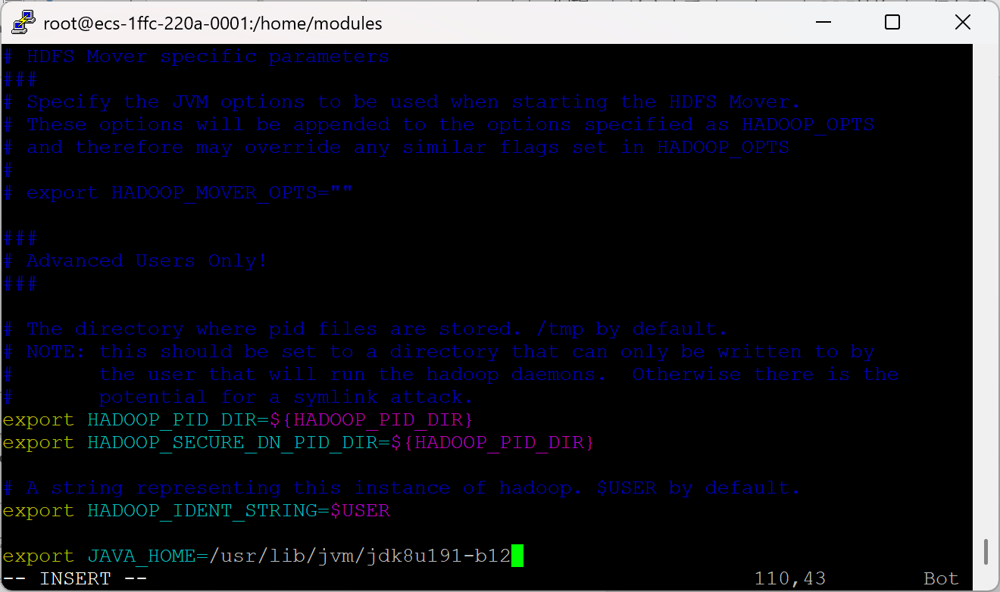 root@ecs-1ffc-220a-0001:/home/modules
# HDFS Mover specific parameters
###
# Specify the JVM options to be used when starting the HDFS Mover.
# These options will be appended to the options specified as HADOOP_OPTS
# and therefore may override any similar flags set in HADOOP_OPTS
#
# export HADOOP_MOVER_OPTS=""
###
# Advanced Users Only!
###
# The directory where pid files are stored. /tmp by default.
# NOTE: this should be set to a directory that can only be written to by
#       the user that will run the hadoop daemons.  Otherwise there is the
#       potential for a symlink attack.
export HADOOP_PID_DIR=${HADOOP_PID_DIR}
export HADOOP_SECURE_DN_PID_DIR=${HADOOP_PID_DIR}
# A string representing this instance of hadoop. $USER by default.
export HADOOP_IDENT_STRING=$USER
export JAVA_HOME=/usr/lib/jvm/jdk8u191-b12
-- INSERT -- 110,43 Bot